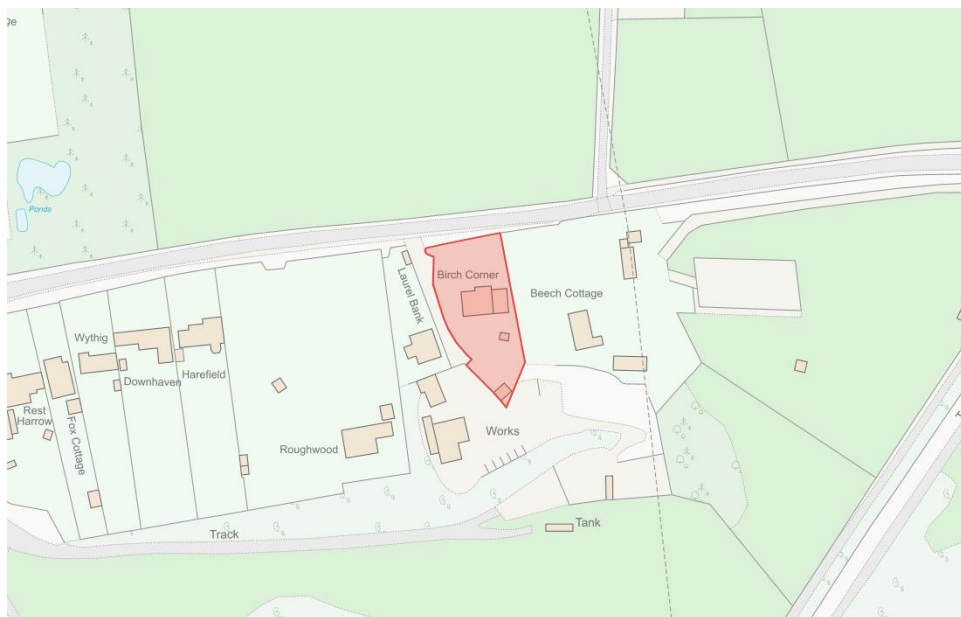 Ponds
Birch Corner
Laurel Bank
Beech Cottage
Wythig
Downhaven
Harefield
Rest
Harrow
Fox Cottage
Roughwood
Works
Track
Tank